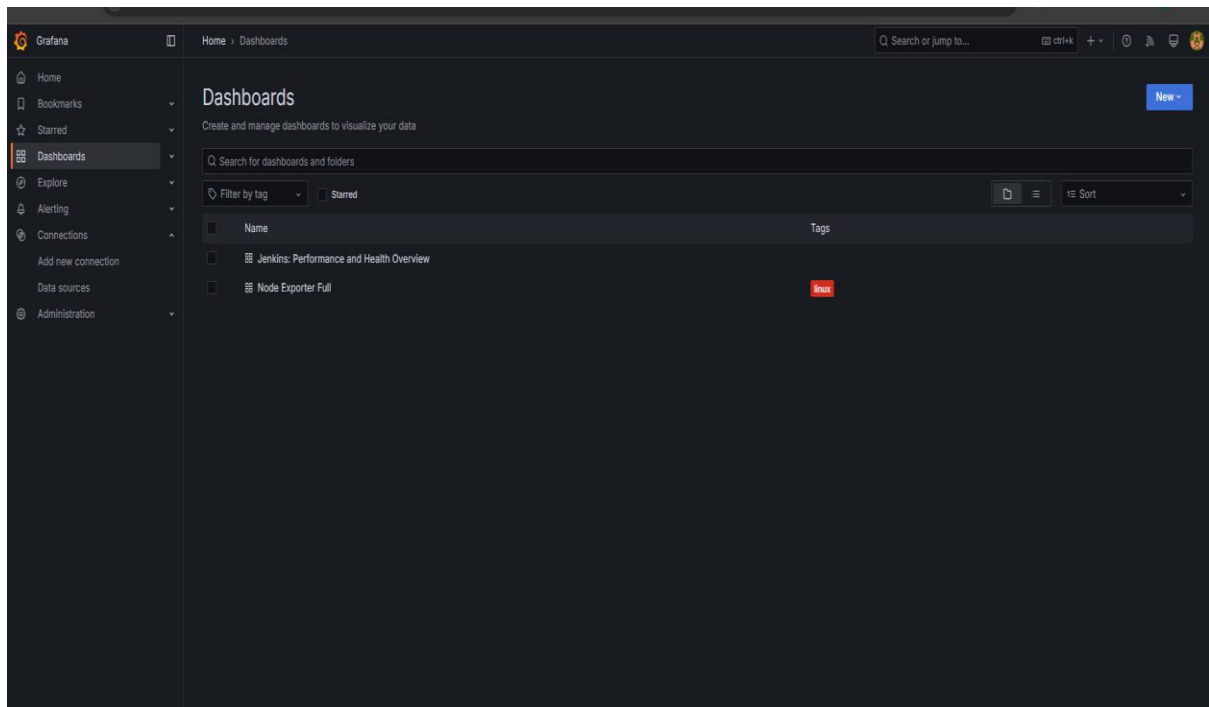 Grafana
Home › Dashboards
Search or jump to...
ctrl+k
Home
Bookmarks
Starred
Dashboards
Explore
Alerting
Connections
Add new connection
Data sources
Administration
Dashboards
New
Create and manage dashboards to visualize your data
Search for dashboards and folders
Filter by tag
Starred
Sort
Name Tags
Jenkins: Performance and Health Overview
Node Exporter Full linux